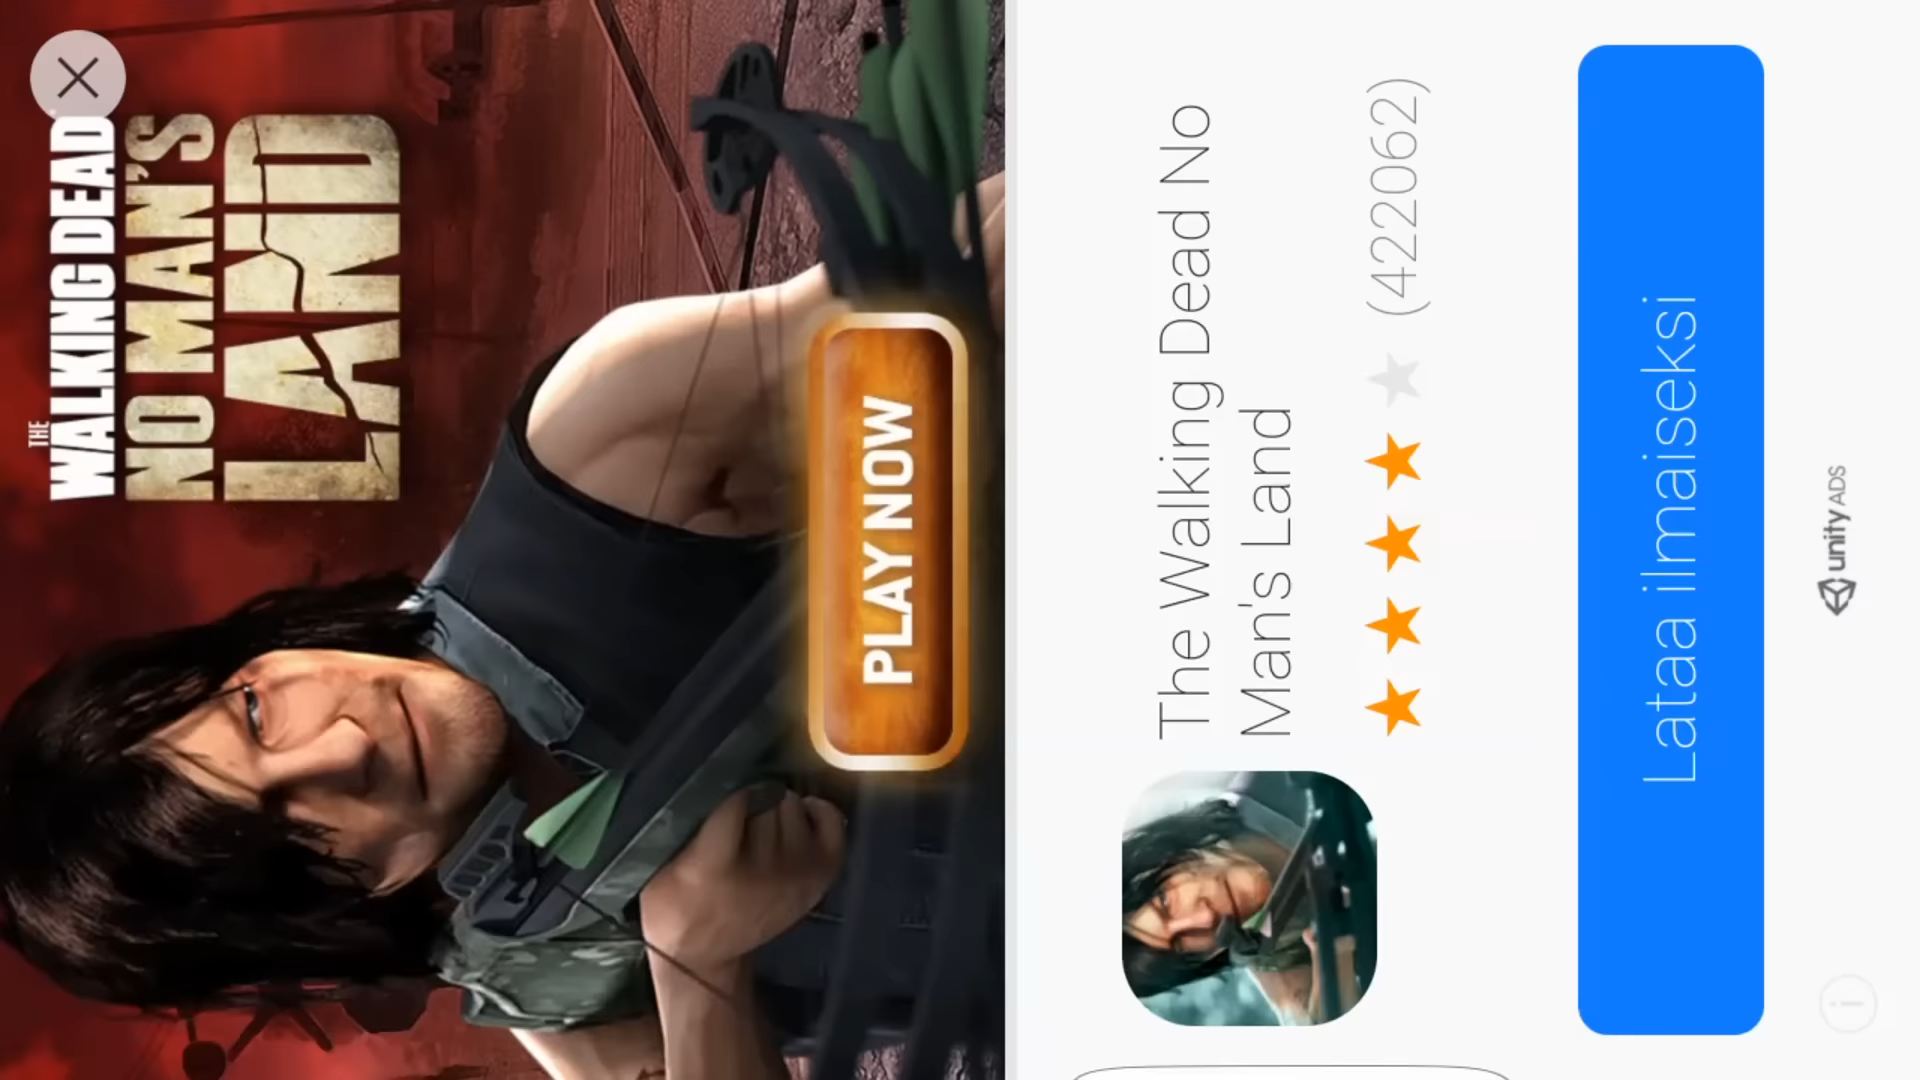 THE
WALKING DEAD
NO MAN'S
LAND
PLAY NOW
The Walking Dead No
Man's Land
(422062)
Lataa ilmaiseksi
unity ADS